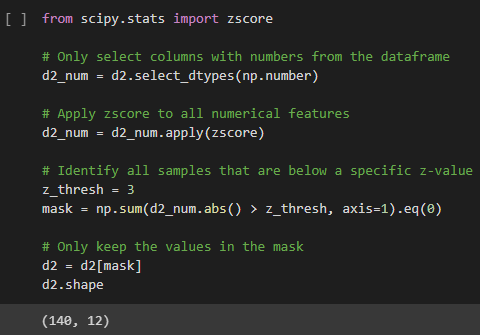 [ ] from scipy.stats import zscore
# Only select columns with numbers from the dataframe
d2_num = d2.select_dtypes(np.number)
# Apply zscore to all numerical features
d2_num = d2_num.apply(zscore)
# Identify all samples that are below a specific z-value
z_thresh = 3
mask = np.sum(d2_num.abs() > z_thresh, axis=1).eq(0)
# Only keep the values in the mask
d2 = d2[mask]
d2.shape
(140, 12)